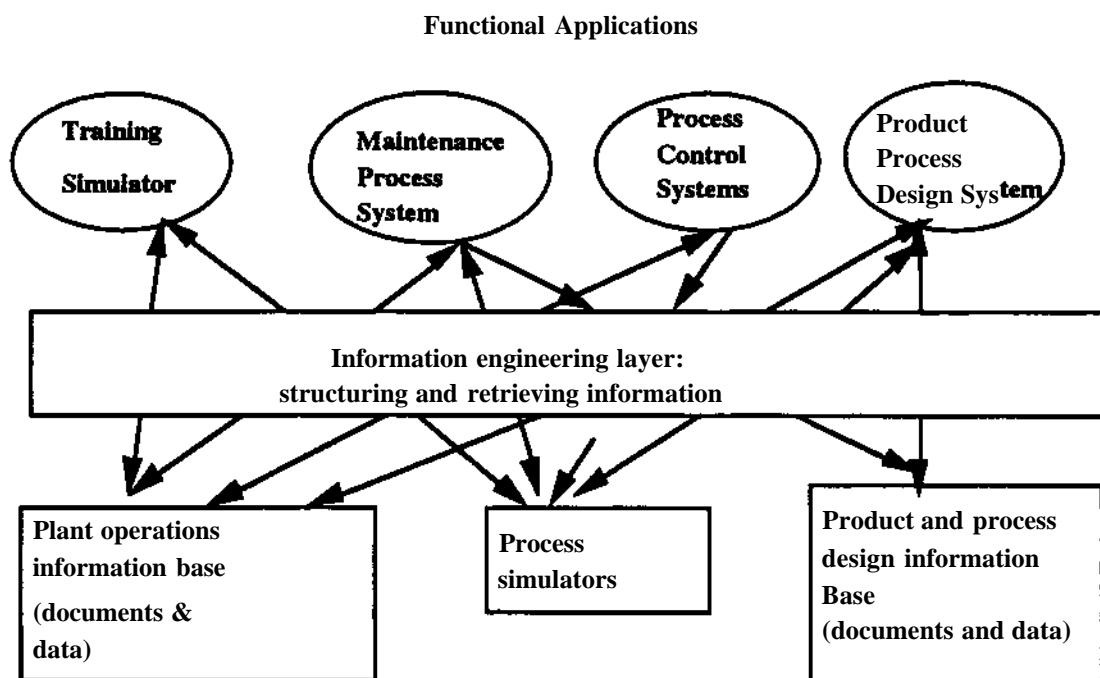 Functional Applications
Training
Simulator
Maintenance
Process
System
Process
Control
Systems
Product
Process
Design System
Information engineering layer:
structuring and retrieving information
Plant operations
information base
(documents &
data)
Process
simulators
Product and process
design information
Base
(documents and data)